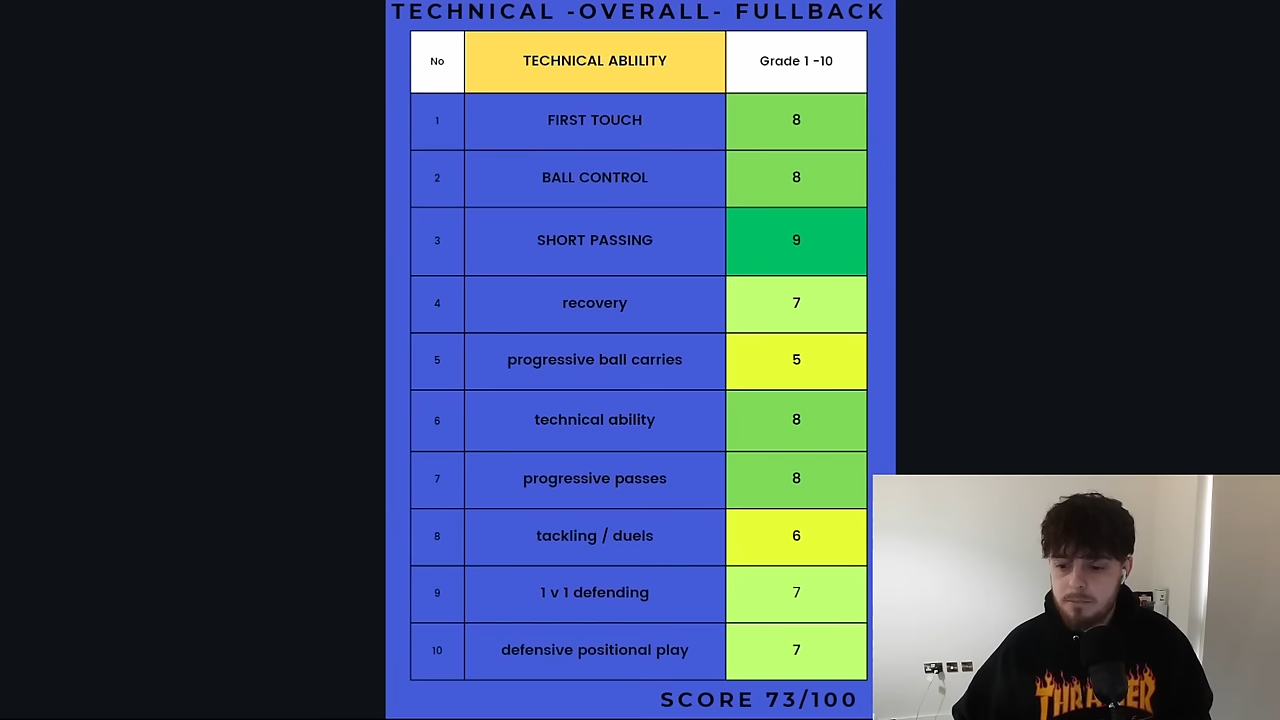 TECHNICAL -OVERALL- FULLBACK
No TECHNICAL ABLILITY Grade 1 -10
1 FIRST TOUCH 8
2 BALL CONTROL 8
3 SHORT PASSING 9
4 recovery 7
5 progressive ball carries 5
6 technical ability 8
7 progressive passes 8
8 tackling / duels 6
9 1 v 1 defending 7
10 defensive positional play 7
SCORE 73/100